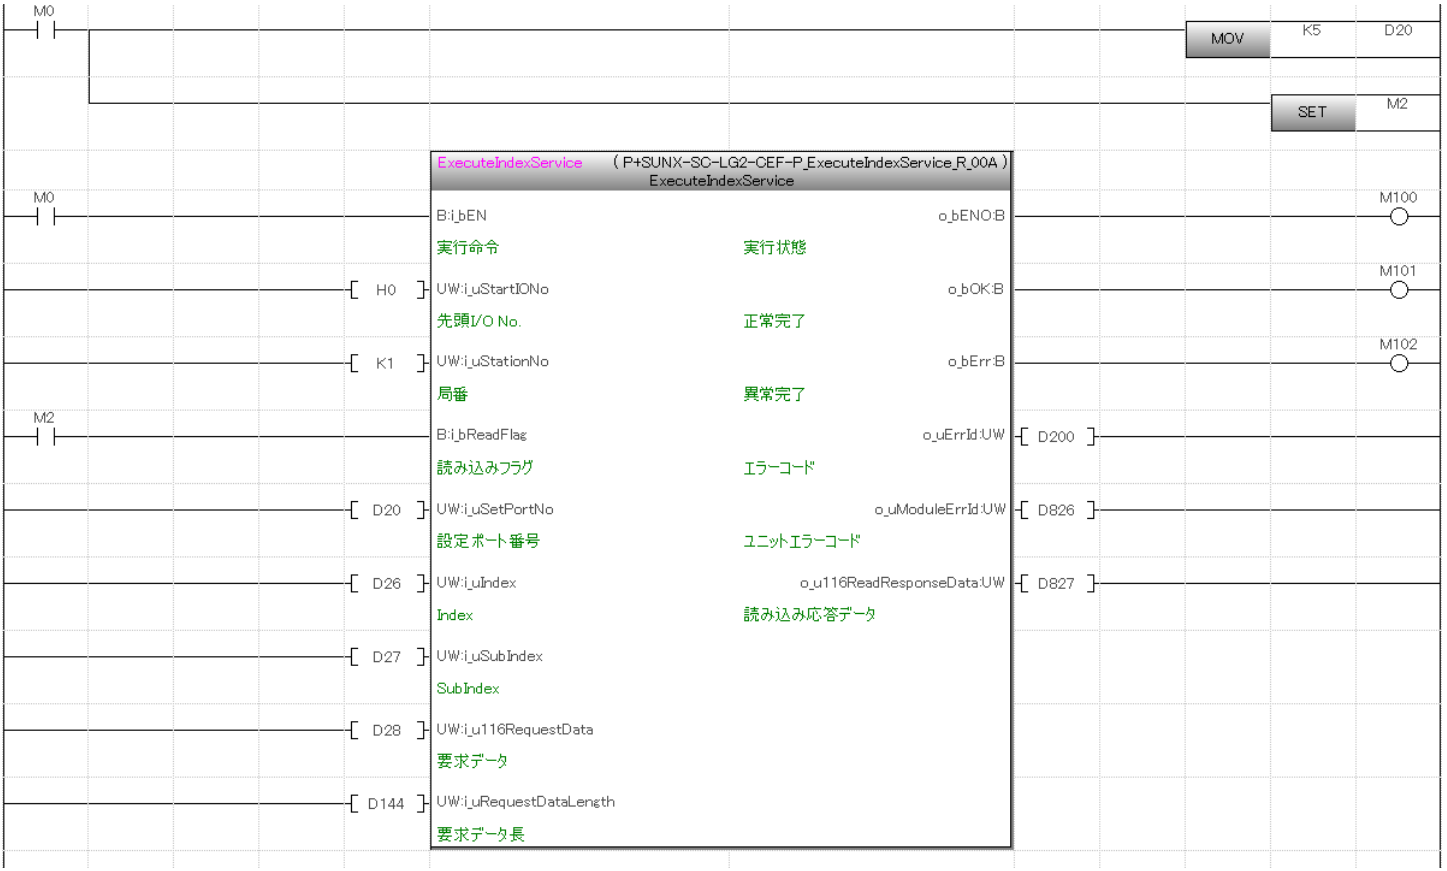 M0
MOV K5 D20
SET M2
ExecuteIndexService (P+SUNX-SC-LG2-CEF-P_ExecuteIndexService_R_00A)
ExecuteIndexService
M0 B:i_bEN o_bENO:B M100
実行命令 実行状態
H0 UW:i_uStartIONo o_bOK:B M101
先頭I/O No. 正常完了
K1 UW:i_uStationNo o_bErr:B M102
局番 異常完了
M2 B:i_bReadFlag o_uErrId:UW D200
読み込みフラグ エラーコード
D20 UW:i_uSetPortNo o_uModuleErrId:UW D826
設定ポート番号 ユニットエラーコード
D26 UW:i_uIndex o_u116ReadResponseData:UW D827
Index 読み込み応答データ
D27 UW:i_uSubIndex
SubIndex
D28 UW:i_u116RequestData
要求データ
D144 UW:i_uRequestDataLength
要求データ長